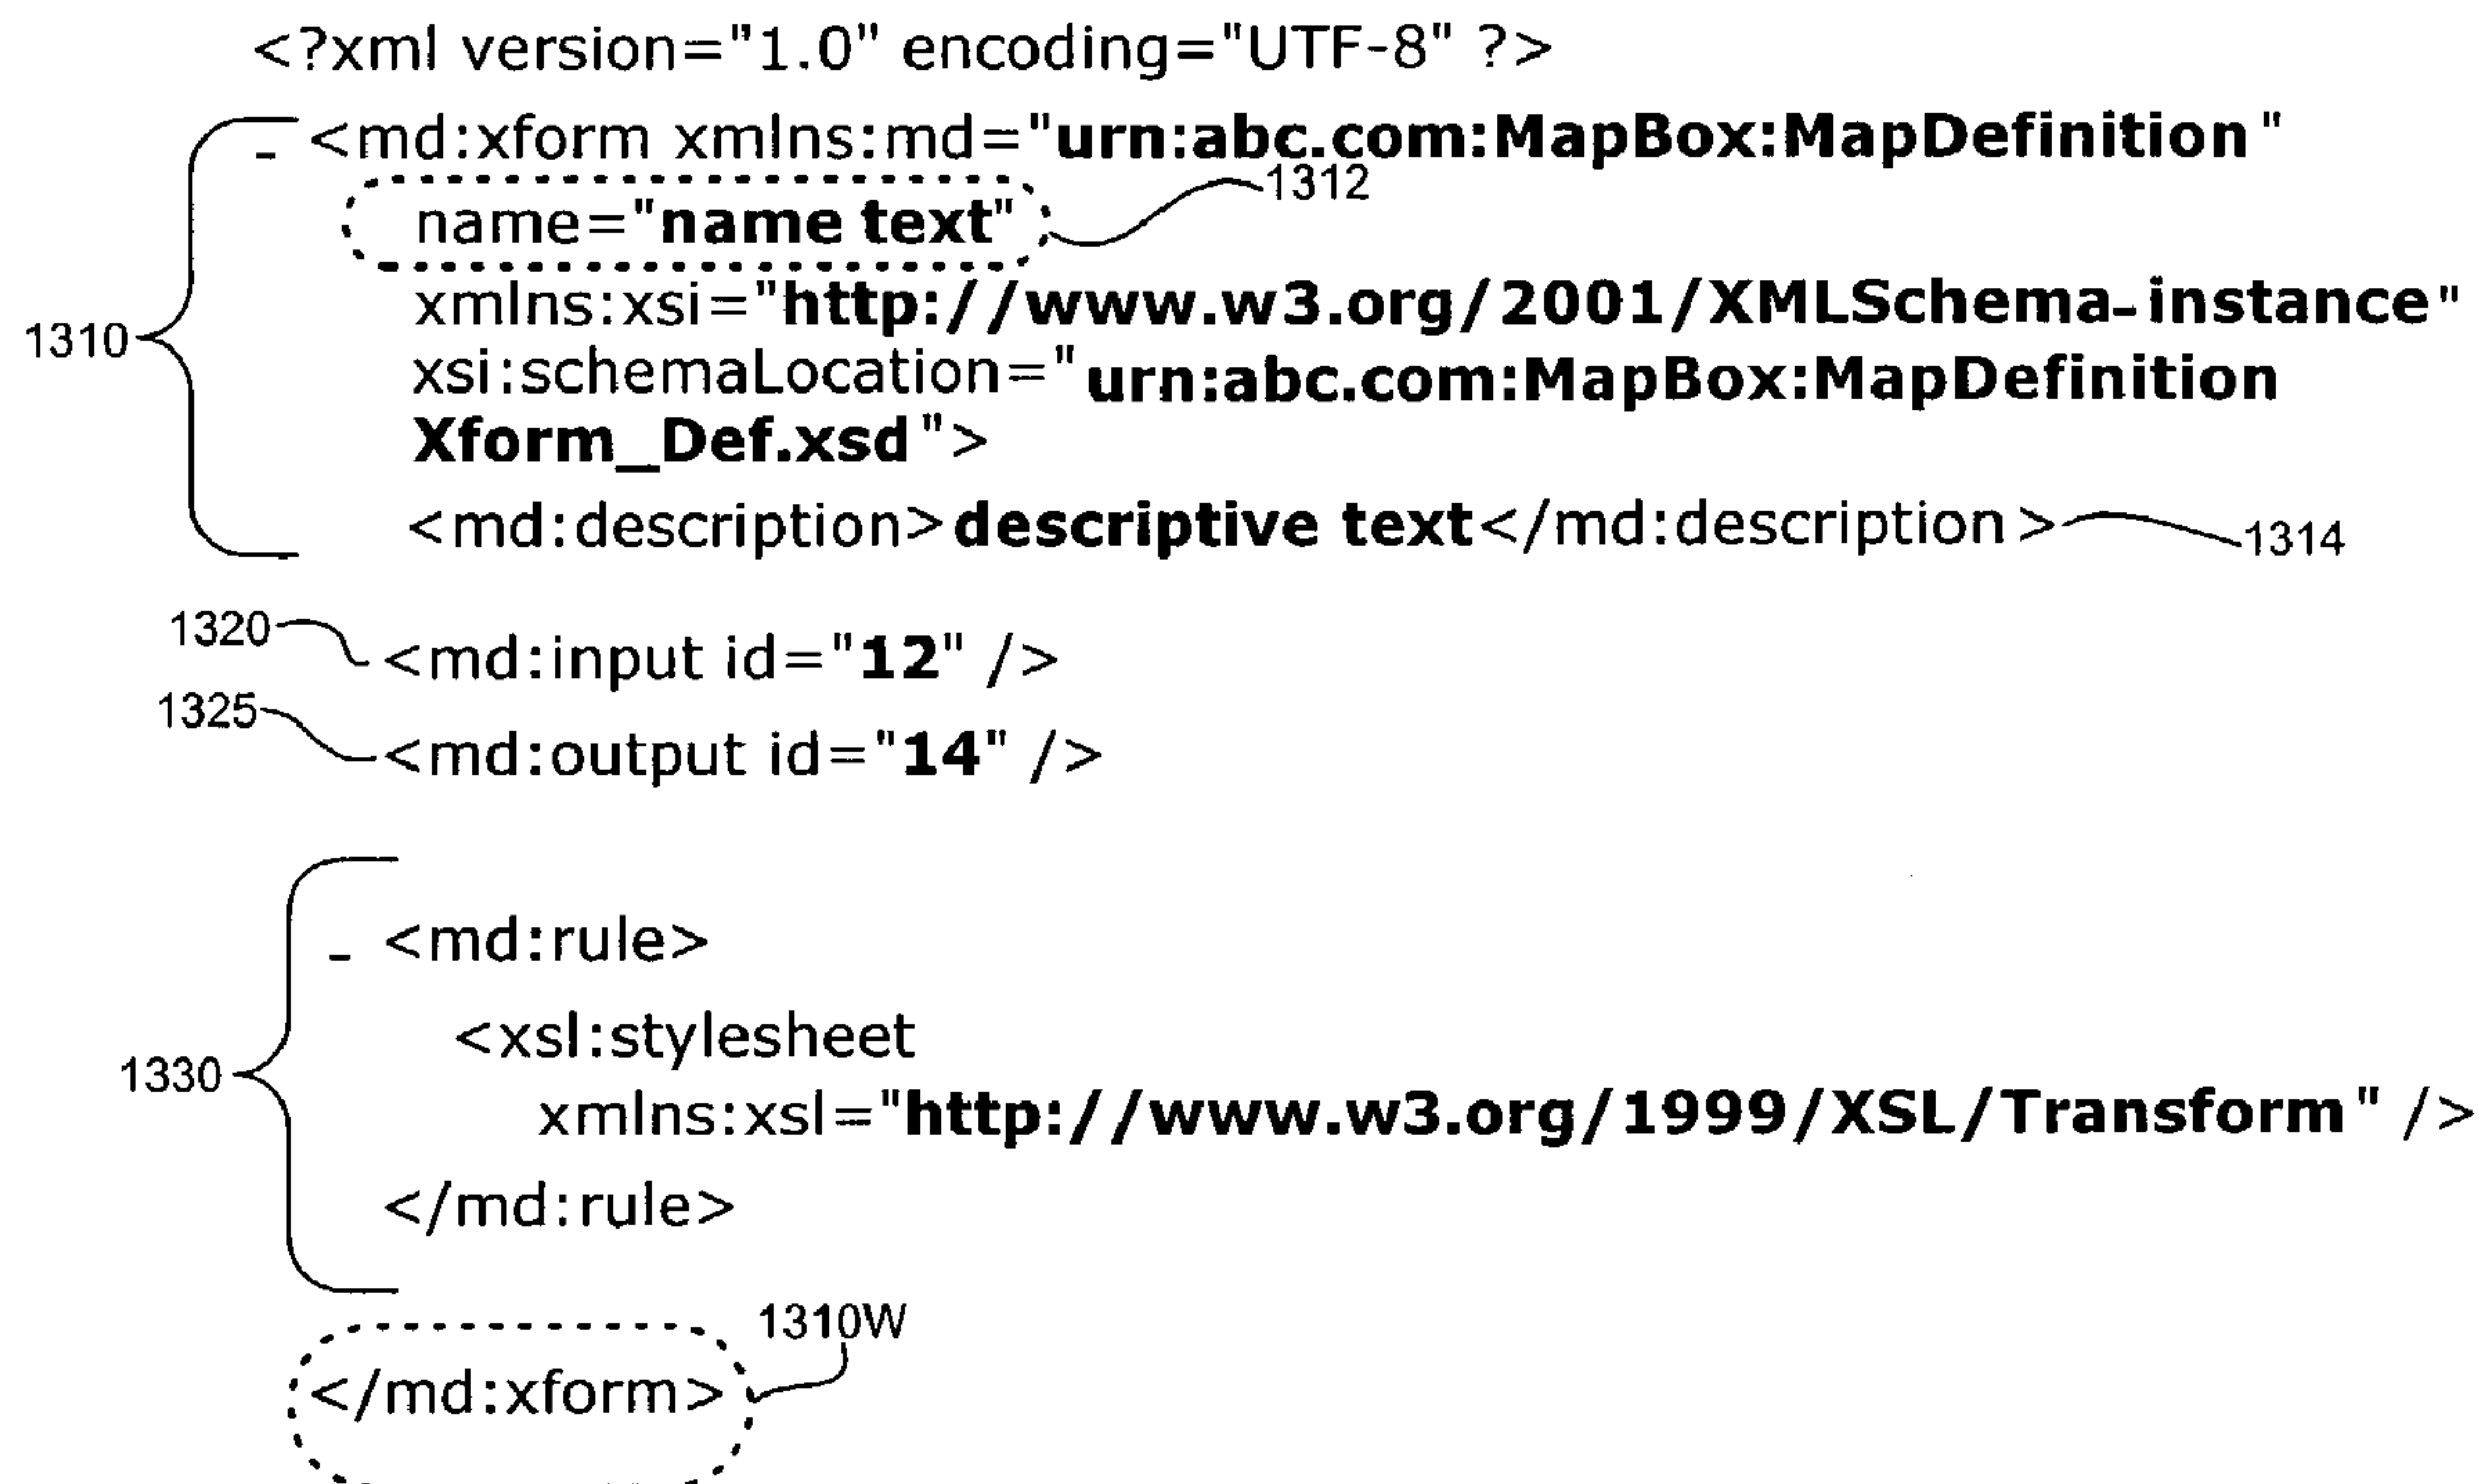 <?xml version="1.0" encoding="UTF-8" ?>
- <md:xform xmlns:md="urn:abc.com:MapBox:MapDefinition"
1312
name="name text"
xmlns:xsi="http://www.w3.org/2001/XMLSchema-instance"
1310
xsi:schemaLocation="urn:abc.com:MapBox:MapDefinition
Xform_Def.xsd">
<md:description>descriptive text</md:description>
1314
1320
<md:input id="12" />
1325
<md:output id="14" />
- <md:rule>
<xsl:stylesheet
1330
xmlns:xsl="http://www.w3.org/1999/XSL/Transform" />
</md:rule>
1310W
</md:xform>